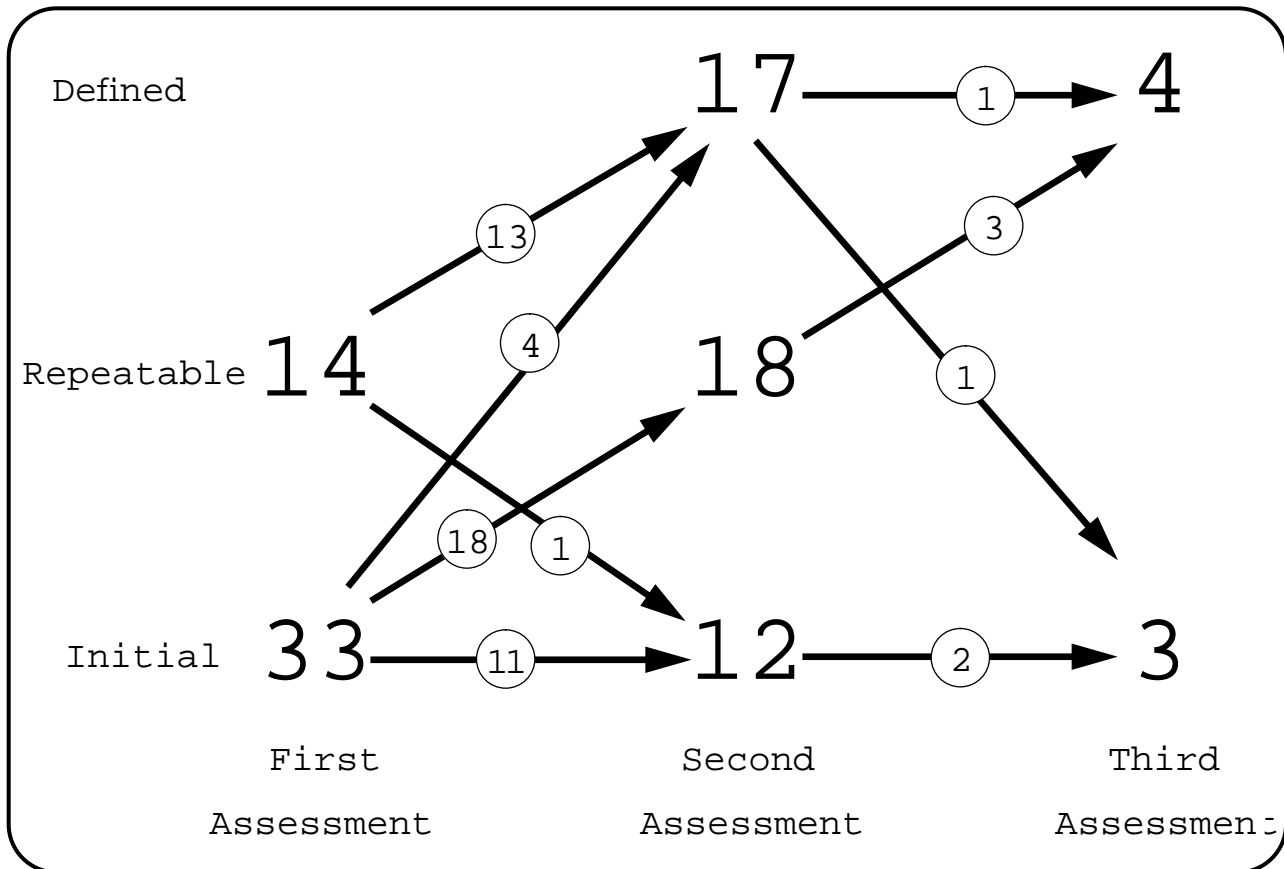 Defined 17 1 4
13 3
4
Repeatable 14 18 1
18 1
Initial 33 11 12 2 3
First Second Third
Assessment Assessment Assessment